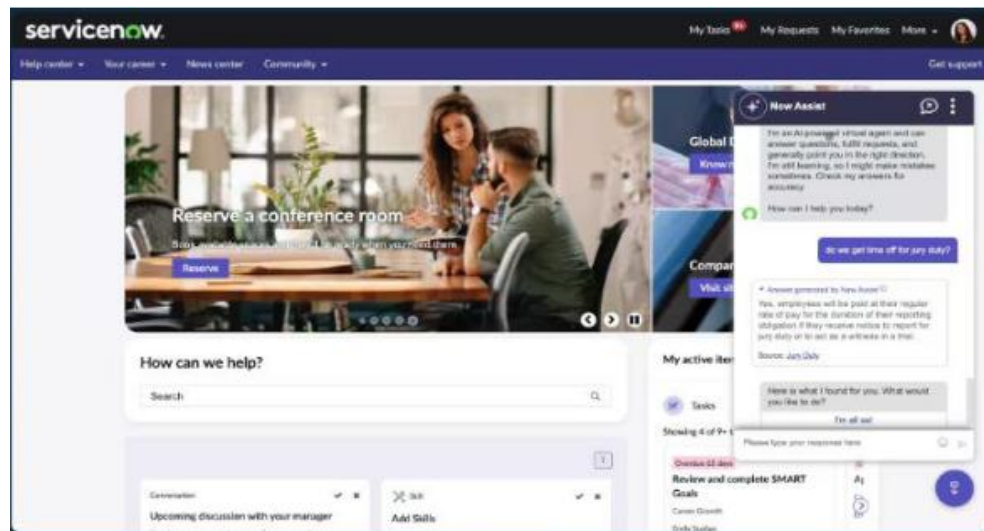 servicenow
My Tasks 9+ My Requests My Favorites More
Help center Your career News center Community Get support
Reserve a conference room
Reserve
Global
Know
Compar
Visit sit
How can we help?
Search
My active iter
Tasks
Showing 4 of 9+ t
Overdue 65 days
Review and complete SMART
Goals
Career Growth
Conversation
Upcoming discussion with your manager
Skill
Add Skills
Now Assist
I'm an AI-powered virtual agent and can
answer questions, fulfill requests, and
generally point you in the right direction.
I'm still learning, so I might make mistakes
sometimes. Check my answers for
accuracy.
How can I help you today?
do we get time off for jury duty?
Answer generated by Now Assist
Yes, employees will be paid at their regular
rate of pay for the duration of their reporting
obligation if they receive notice to report for
jury duty or to act as a witness in a trial.
Source: Jury Duty
Here is what I found for you. What would
you like to do?
I'm all set
Please type your response here